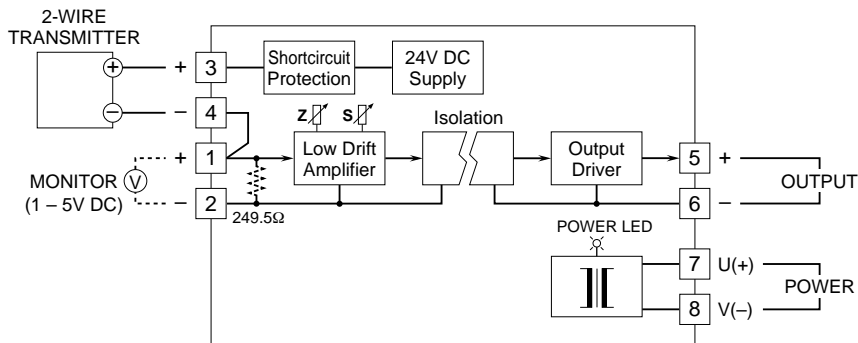 2-WIRE
TRANSMITTER
+
–
+ 3
– 4
Shortcircuit
Protection
24V DC
Supply
Z S
Isolation
+ 1
Low Drift
Amplifier
Output
Driver
5 +
MONITOR V
(1 – 5V DC)
– 2
249.5Ω
6 –
OUTPUT
POWER LED
7 U(+)
POWER
8 V(–)